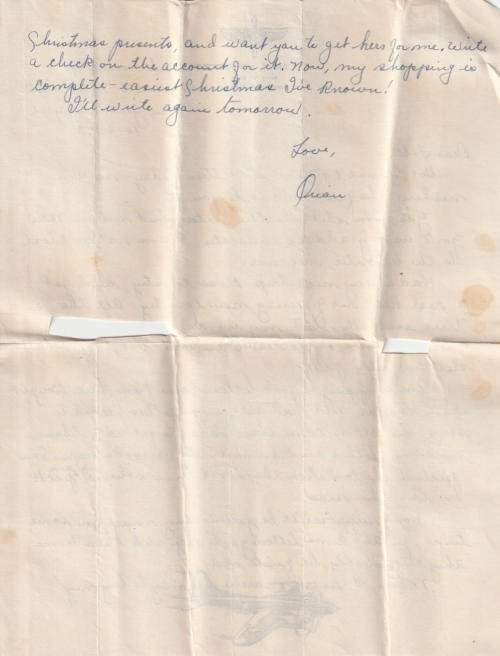 Christmas presents, and want you to get hers for me. Write
a check on the account for it. Now, my shopping is
complete - easiest Christmas I've known!
I'll write again tomorrow.
Love,
Brian